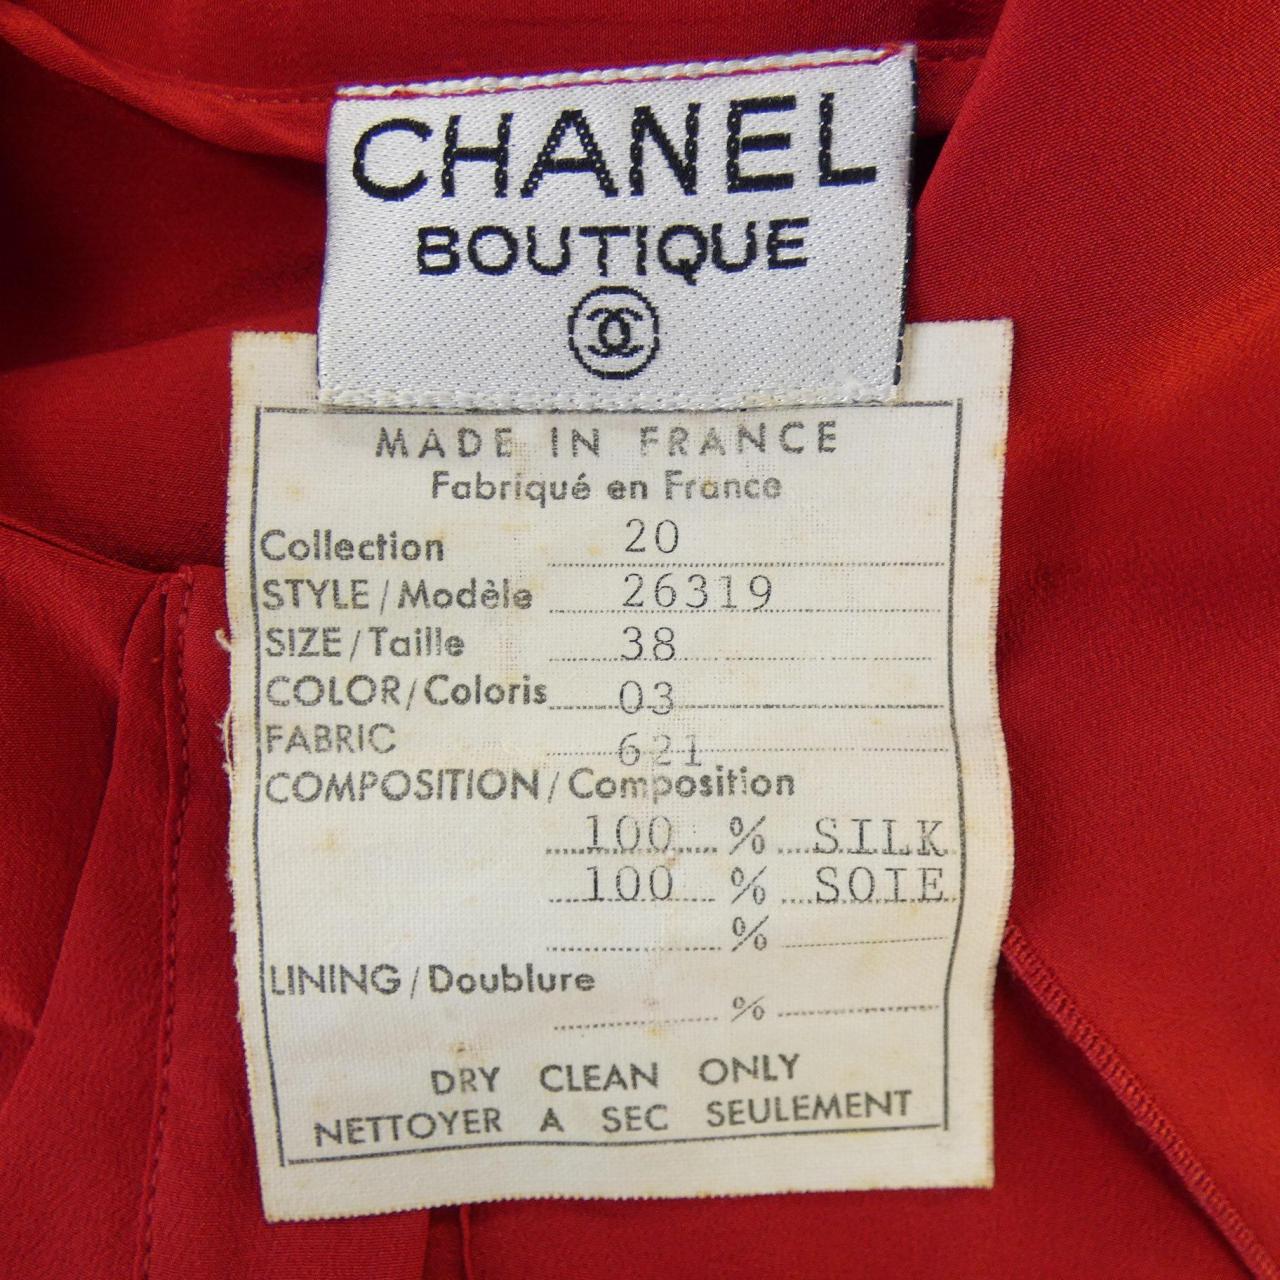 CHANEL
BOUTIQUE
MADE IN FRANCE
Fabriqué en France
Collection 20
STYLE/Modèle 26319
SIZE/Taille 38
COLOR/Coloris 03
FABRIC 621
COMPOSITION/Composition
100 % SILK
100 % SOIE
%
LINING/Doublure
%
DRY CLEAN ONLY
NETTOYER A SEC SEULEMENT